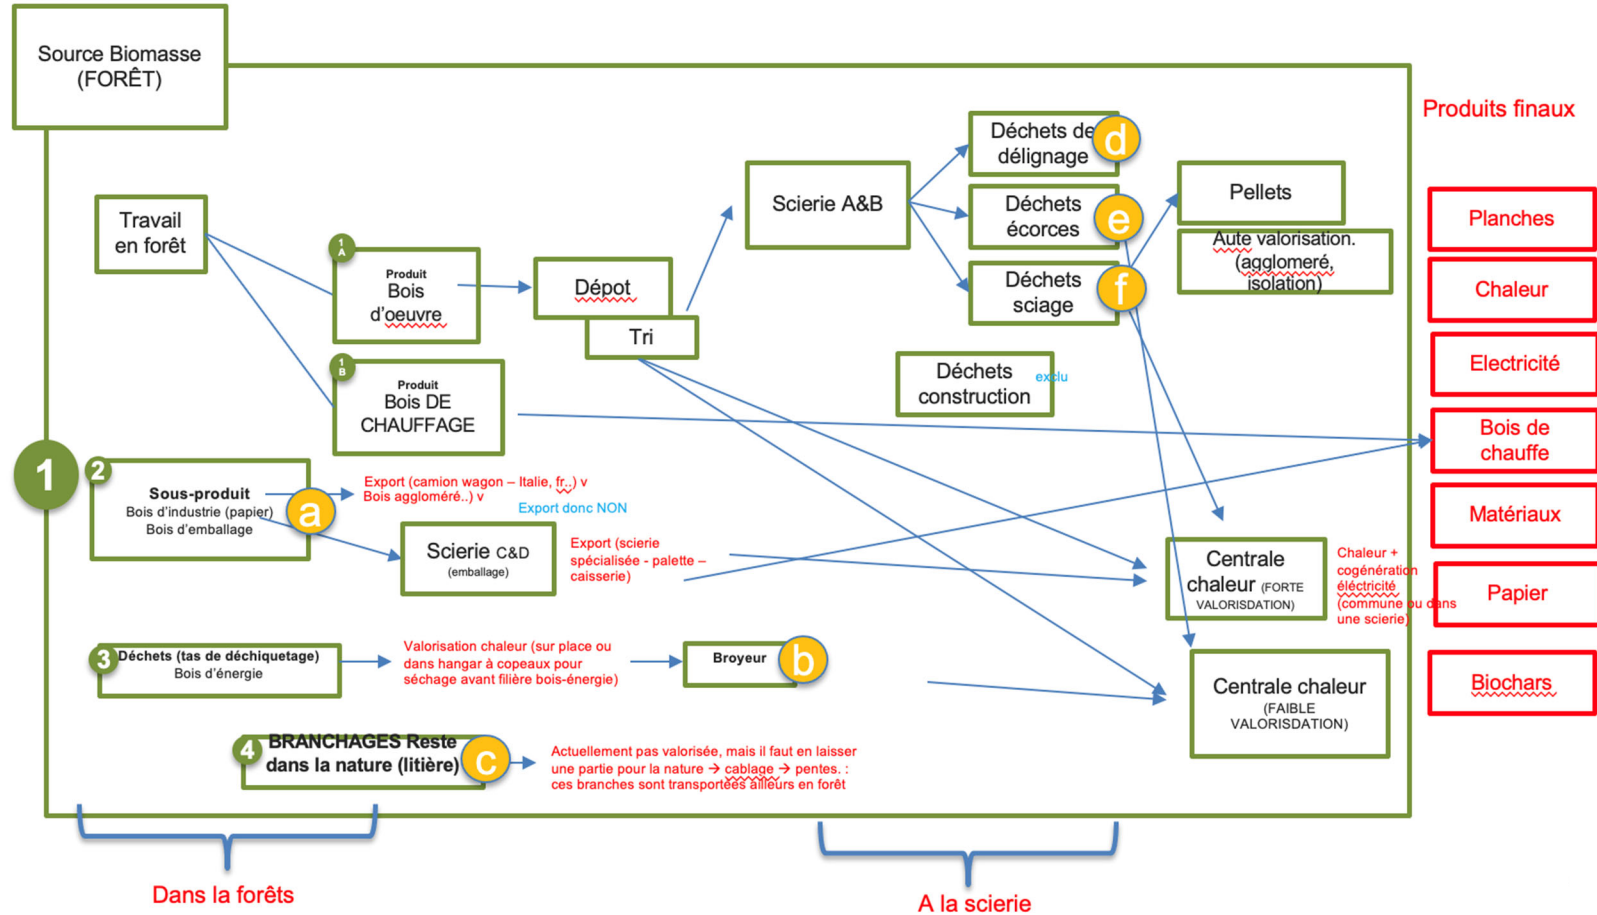 Source Biomasse
(FORÊT)
Produits finaux
Travail
en forêt
1
A
Produit
Bois
d'oeuvre
1
B
Produit
Bois DE
CHAUFFAGE
Dépot
Tri
Scierie A&B
Déchets de
délignage
d
Déchets
écorces
e
Déchets
sciage
f
Pellets
Aute valorisation.
(aggloméré,
isolation)
Déchets
construction
exclu
Planches
Chaleur
Electricité
Bois de
chauffe
Matériaux
Papier
Biochars
1
2
Sous-produit
Bois d'industrie (papier)
Bois d'emballage
a
Export (camion wagon – Italie, fr..) v
Bois aggloméré..) v
Export donc NON
Scierie C&D
(emballage)
Export (scierie
spécialisée - palette –
caisserie)
Centrale
chaleur (FORTE
VALORISDATION)
Chaleur +
cogénération
éléctricité
(commune ou dans
une scierie)
3
Déchets (tas de déchiquetage)
Bois d'énergie
Valorisation chaleur (sur place ou
dans hangar à copeaux pour
séchage avant filière bois-énergie)
Broyeur
b
Centrale chaleur
(FAIBLE
VALORISDATION)
4
BRANCHAGES Reste
dans la nature (litière)
c
Actuellement pas valorisée, mais il faut en laisser
une partie pour la nature → cablage → pentes. :
ces branches sont transportées ailleurs en forêt
Dans la forêts
A la scierie